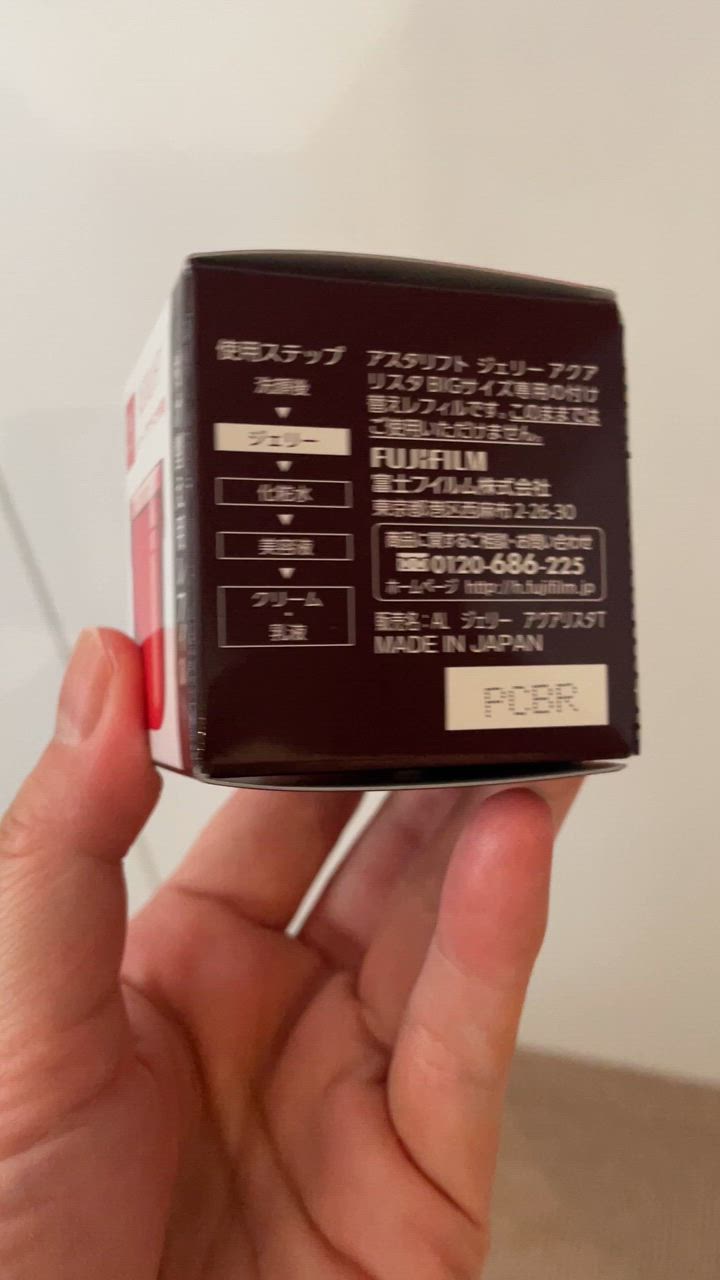 使用ステップ
洗顔後
ジェリー
化粧水
美容液
クリーム
・
乳液
アスタリフト ジェリー アクア
リスタ BIGサイズ専用の付け
替えレフィルです。このままでは
ご使用いただけません。
FUJIFILM
富士フイルム株式会社
東京都港区西麻布2-26-30
商品に関するご相談・お問い合わせ
0120-686-225
ホームページ http://h.fujifilm.jp
販売名:AL ジェリー アクアリスタT
MADE IN JAPAN
PCBR